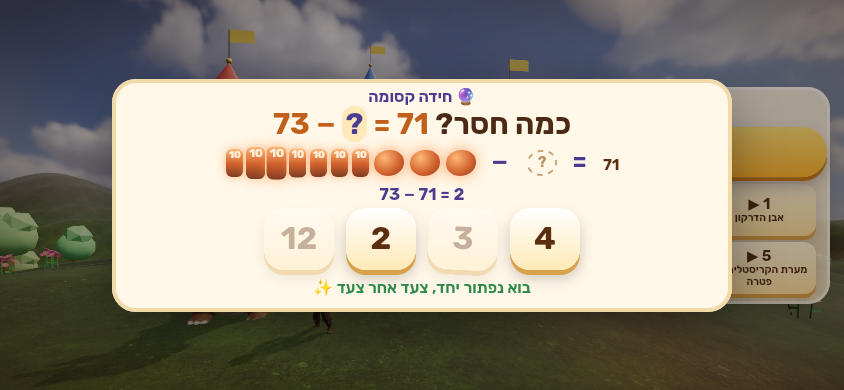 🔮 חידה קסומה
כמה חסר? 73 − ? = 71
10 10 10 10 10 10 10 − ? = 71
73 − 71 = 2
12 2 3 4
בוא נפתור יחד, צעד אחר צעד ✨
▶ 1
אבן הדרקון
▶ 5
מערת הקריסטלים
פטרה